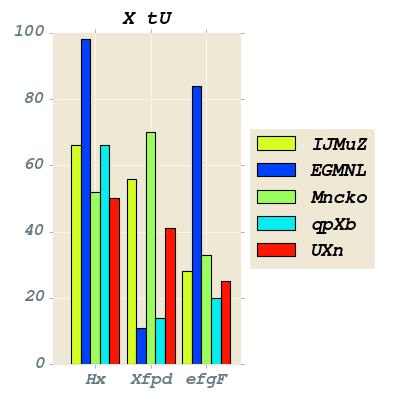 X tU
100
80
60
40
20
0
Hx Xfpd efgF
IJMuZ
EGMNL
Mncko
qpXb
UXn